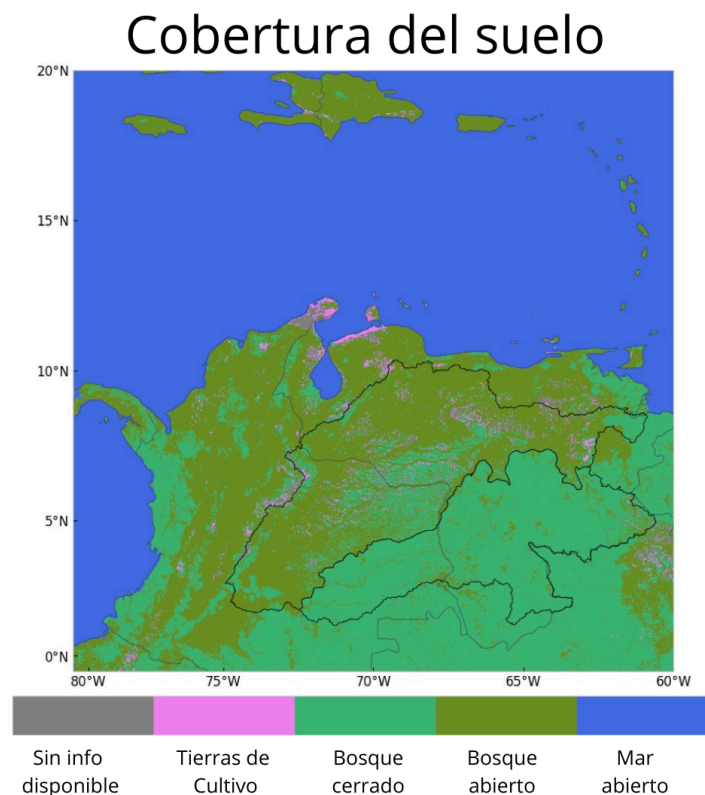 Cobertura del suelo
20°N
15°N
10°N
5°N
0°N
80°W 75°W 70°W 65°W 60°W
Sin info disponible
Tierras de Cultivo
Bosque cerrado
Bosque abierto
Mar abierto